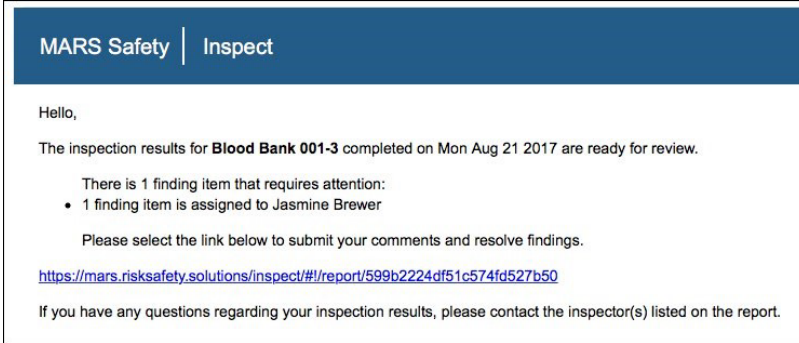 MARS Safety | Inspect
Hello,
The inspection results for Blood Bank 001-3 completed on Mon Aug 21 2017 are ready for review.
There is 1 finding item that requires attention:
• 1 finding item is assigned to Jasmine Brewer
Please select the link below to submit your comments and resolve findings.
https://mars.risksafety.solutions/inspect/#!/report/599b2224df51c574fd527b50
If you have any questions regarding your inspection results, please contact the inspector(s) listed on the report.